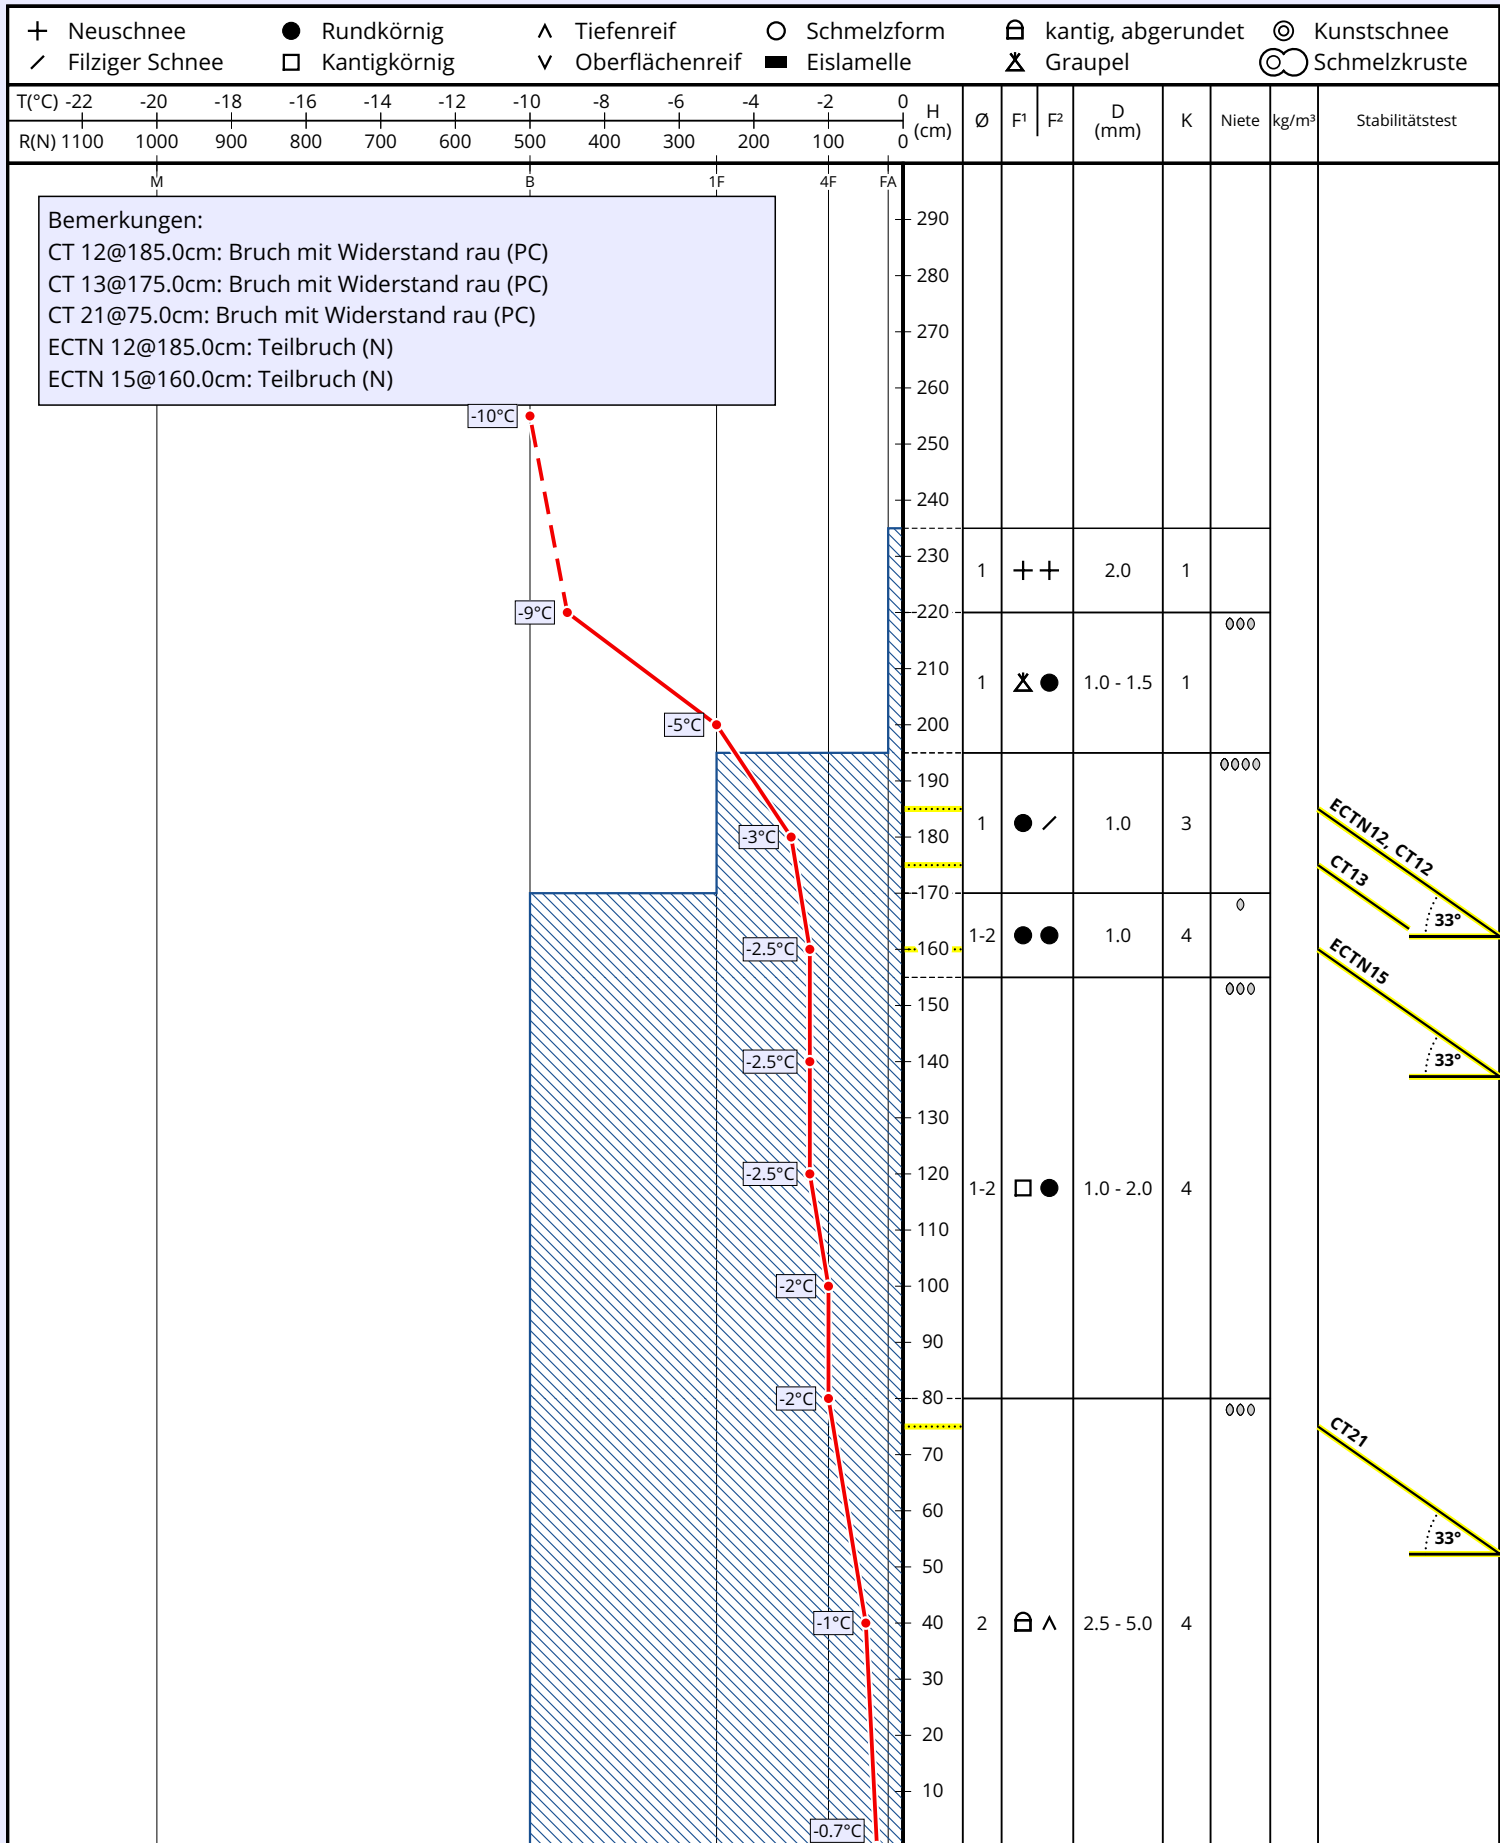 Neuschnee Rundkörnig Tiefenreif Schmelzform kantig, abgerundet Kunstschnee
Filziger Schnee Kantigkörnig Oberflächenreif Eislamelle Graupel Schmelzkruste
T(°C) -22 -20 -18 -16 -14 -12 -10 -8 -6 -4 -2 0
R(N) 1100 1000 900 800 700 600 500 400 300 200 100 0
H (cm) Ø F¹ F² D (mm) K Niete kg/m³ Stabilitätstest
M B 1F 4F FA
Bemerkungen:
CT 12@185.0cm: Bruch mit Widerstand rau (PC)
CT 13@175.0cm: Bruch mit Widerstand rau (PC)
CT 21@75.0cm: Bruch mit Widerstand rau (PC)
ECTN 12@185.0cm: Teilbruch (N)
ECTN 15@160.0cm: Teilbruch (N)
290
280
270
260
-10°C
250
240
230
1 2.0 1
-9°C 220
210
1 1.0 - 1.5 1
-5°C 200
190
ECTN12, CT12
1 1.0 3
-3°C 180
CT13
170
33°
1-2 1.0 4
-2.5°C 160
ECTN15
150
-2.5°C 140 33°
130
-2.5°C 120
1-2 1.0 - 2.0 4
110
-2°C 100
90
-2°C 80
CT21
70
60
33°
50
-1°C 40 2 2.5 - 5.0 4
30
20
10
-0.7°C